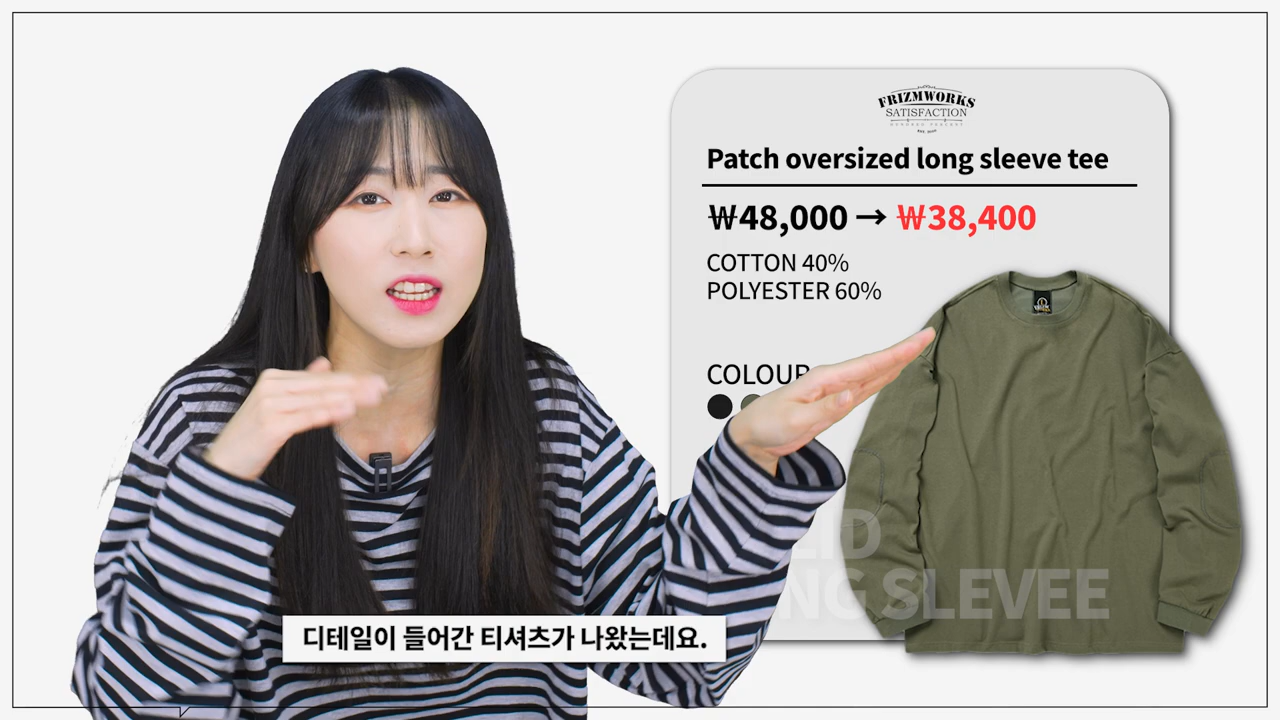 FRIZMWORKS
SATISFACTION
Patch oversized long sleeve tee
₩48,000 → ₩38,400
COTTON 40%
POLYESTER 60%
COLOUR
LID
NG SLEVEE
디테일이 들어간 티셔츠가 나왔는데요.